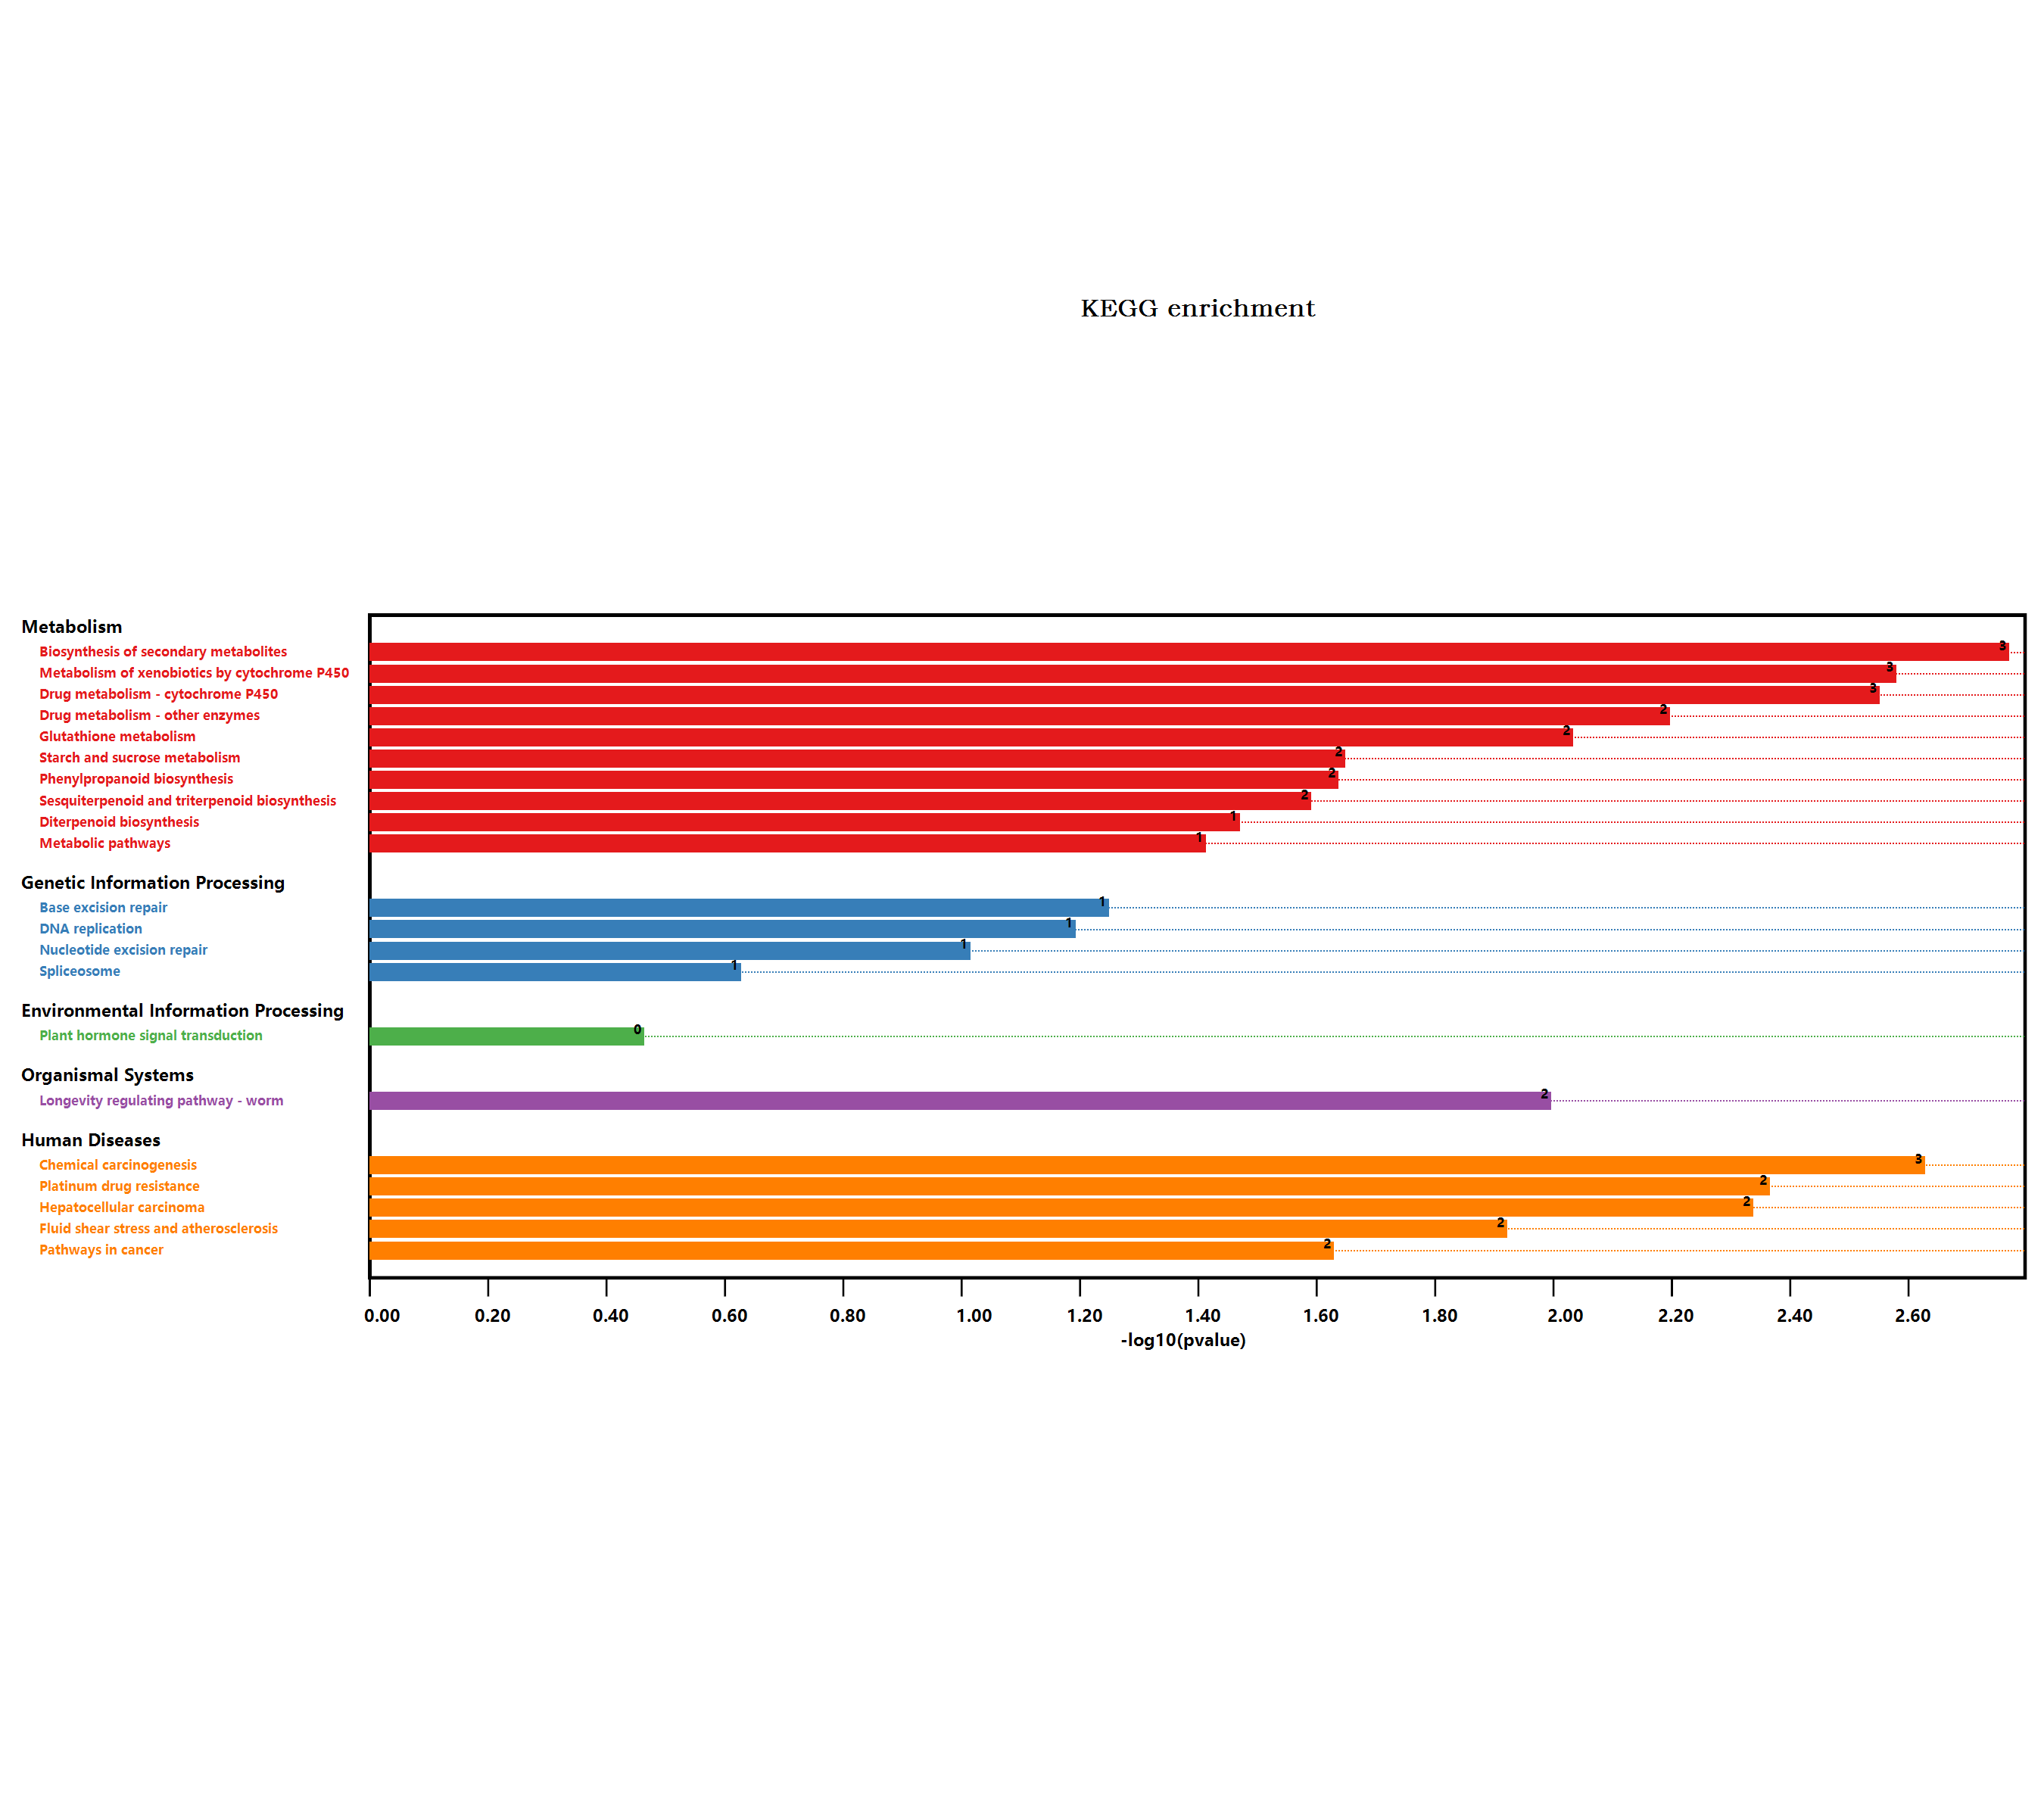 KEGG enrichment
Metabolism
Biosynthesis of secondary metabolites 3
Metabolism of xenobiotics by cytochrome P450 3
Drug metabolism - cytochrome P450 3
Drug metabolism - other enzymes 2
Glutathione metabolism 2
Starch and sucrose metabolism 2
Phenylpropanoid biosynthesis 2
Sesquiterpenoid and triterpenoid biosynthesis 2
Diterpenoid biosynthesis 1
Metabolic pathways 1
Genetic Information Processing
Base excision repair 1
DNA replication 1
Nucleotide excision repair 1
Spliceosome 1
Environmental Information Processing
Plant hormone signal transduction 0
Organismal Systems
Longevity regulating pathway - worm 2
Human Diseases
Chemical carcinogenesis 3
Platinum drug resistance 2
Hepatocellular carcinoma 2
Fluid shear stress and atherosclerosis 2
Pathways in cancer 2
0.00 0.20 0.40 0.60 0.80 1.00 1.20 1.40 1.60 1.80 2.00 2.20 2.40 2.60
-log10(pvalue)